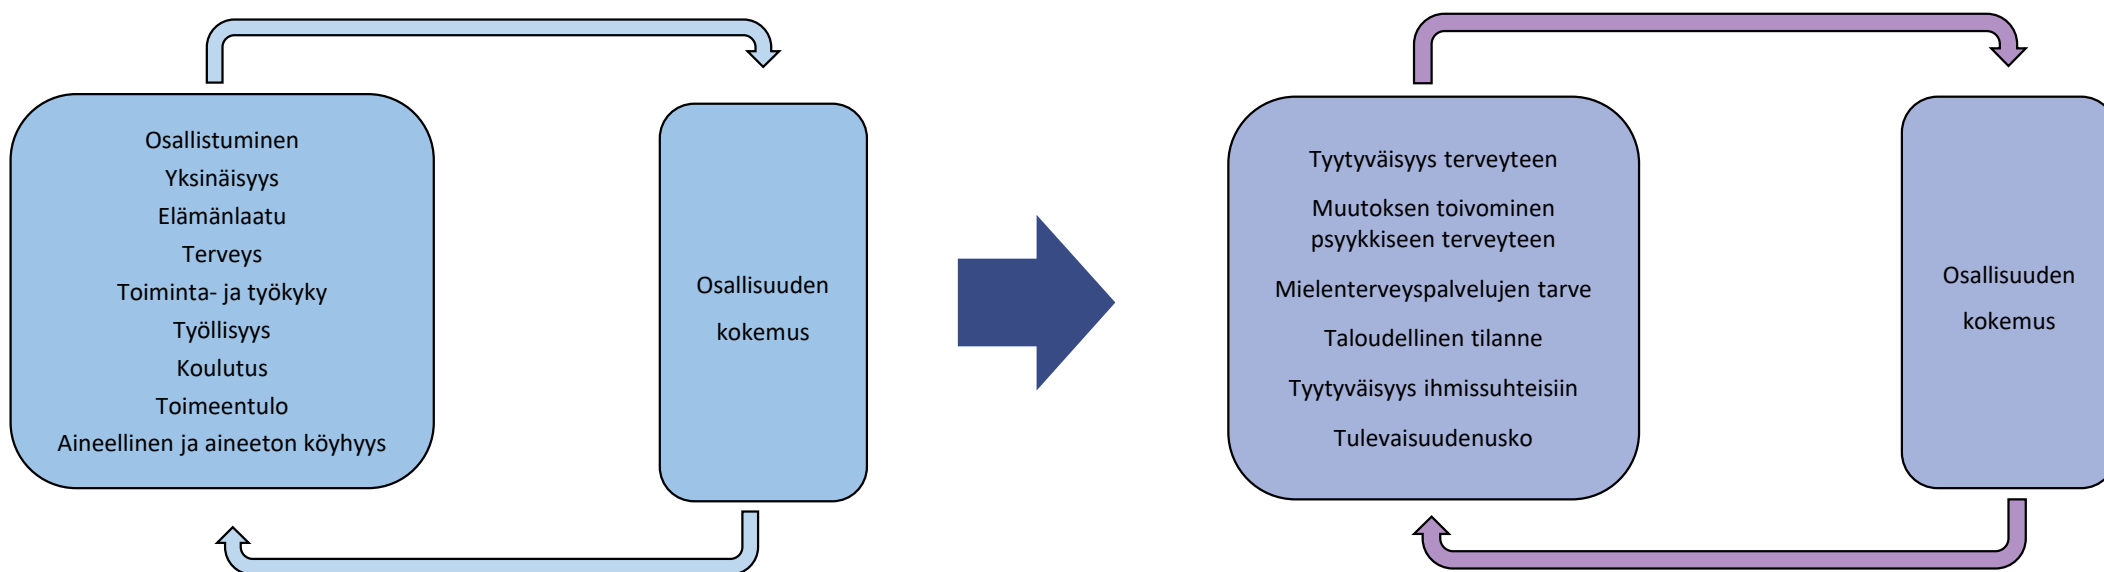 Osallistuminen
Yksinäisyys
Elämänlaatu
Terveys
Toiminta- ja työkyky
Työllisyys
Koulutus
Toimeentulo
Aineellinen ja aineeton köyhyys
Osallisuuden
kokemus
Tyytyväisyys terveyteen
Muutoksen toivominen
psyykkiseen terveyteen
Mielenterveyspalvelujen tarve
Taloudellinen tilanne
Tyytyväisyys ihmissuhteisiin
Tulevaisuudenusko
Osallisuuden
kokemus